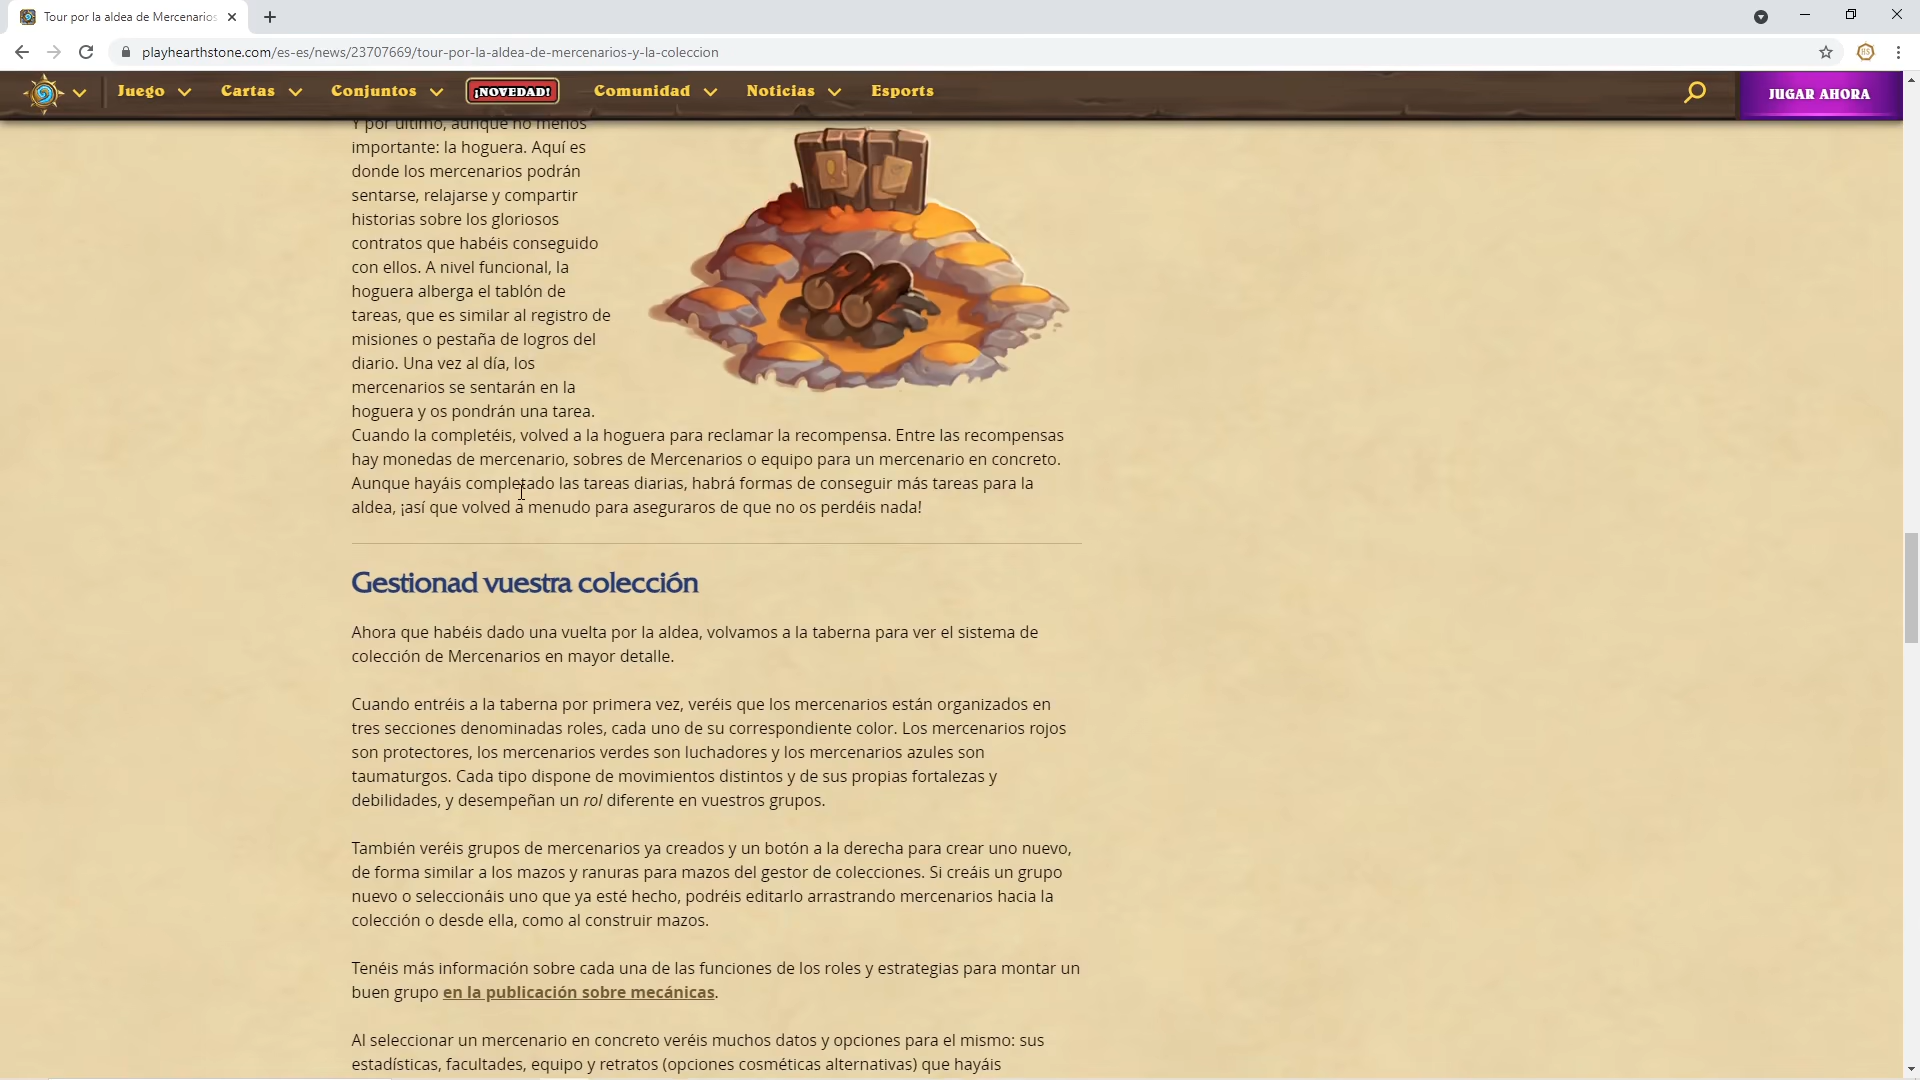 Tour por la aldea de Mercenarios
playhearthstone.com/es-es/news/23707669/tour-por-la-aldea-de-mercenarios-y-la-coleccion
Juego
Cartas
Conjuntos
¡NOVEDAD!
Comunidad
Noticias
Esports
JUGAR AHORA
Y por último, aunque no menos
importante: la hoguera. Aquí es
donde los mercenarios podrán
sentarse, relajarse y compartir
historias sobre los gloriosos
contratos que habéis conseguido
con ellos. A nivel funcional, la
hoguera alberga el tablón de
tareas, que es similar al registro de
misiones o pestaña de logros del
diario. Una vez al día, los
mercenarios se sentarán en la
hoguera y os pondrán una tarea.
Cuando la completéis, volved a la hoguera para reclamar la recompensa. Entre las recompensas
hay monedas de mercenario, sobres de Mercenarios o equipo para un mercenario en concreto.
Aunque hayáis completado las tareas diarias, habrá formas de conseguir más tareas para la
aldea, ¡así que volved a menudo para aseguraros de que no os perdéis nada!
Gestionad vuestra colección
Ahora que habéis dado una vuelta por la aldea, volvamos a la taberna para ver el sistema de
colección de Mercenarios en mayor detalle.
Cuando entréis a la taberna por primera vez, veréis que los mercenarios están organizados en
tres secciones denominadas roles, cada uno de su correspondiente color. Los mercenarios rojos
son protectores, los mercenarios verdes son luchadores y los mercenarios azules son
taumaturgos. Cada tipo dispone de movimientos distintos y de sus propias fortalezas y
debilidades, y desempeñan un rol diferente en vuestros grupos.
También veréis grupos de mercenarios ya creados y un botón a la derecha para crear uno nuevo,
de forma similar a los mazos y ranuras para mazos del gestor de colecciones. Si creáis un grupo
nuevo o seleccionáis uno que ya esté hecho, podréis editarlo arrastrando mercenarios hacia la
colección o desde ella, como al construir mazos.
Tenéis más información sobre cada una de las funciones de los roles y estrategias para montar un
buen grupo en la publicación sobre mecánicas.
Al seleccionar un mercenario en concreto veréis muchos datos y opciones para el mismo: sus
estadísticas, facultades, equipo y retratos (opciones cosméticas alternativas) que hayáis